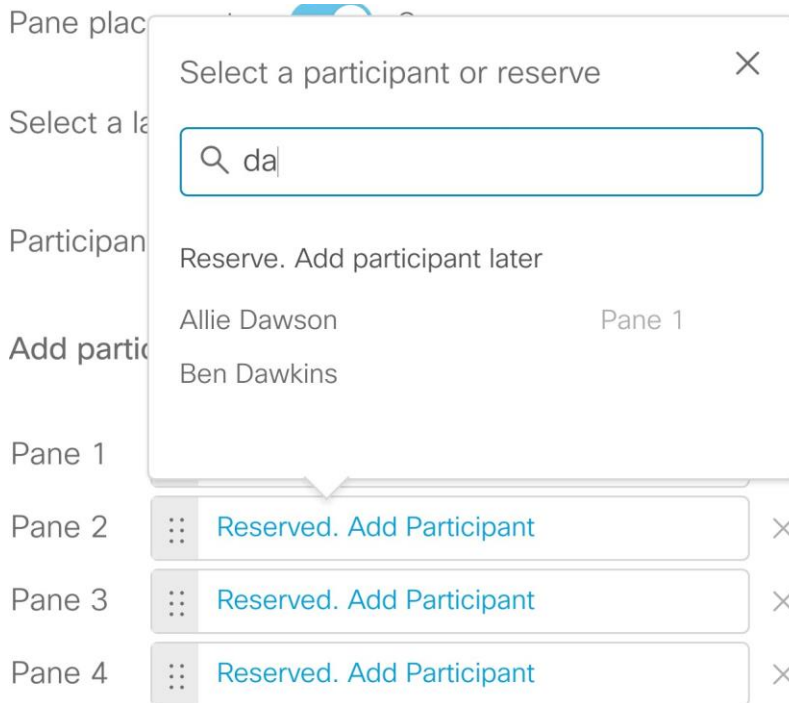 Pane plac
Select a participant or reserve
Select a la
da
Participan
Reserve. Add participant later
Allie Dawson Pane 1
Add partic
Ben Dawkins
Pane 1
Pane 2 Reserved. Add Participant
Pane 3 Reserved. Add Participant
Pane 4 Reserved. Add Participant